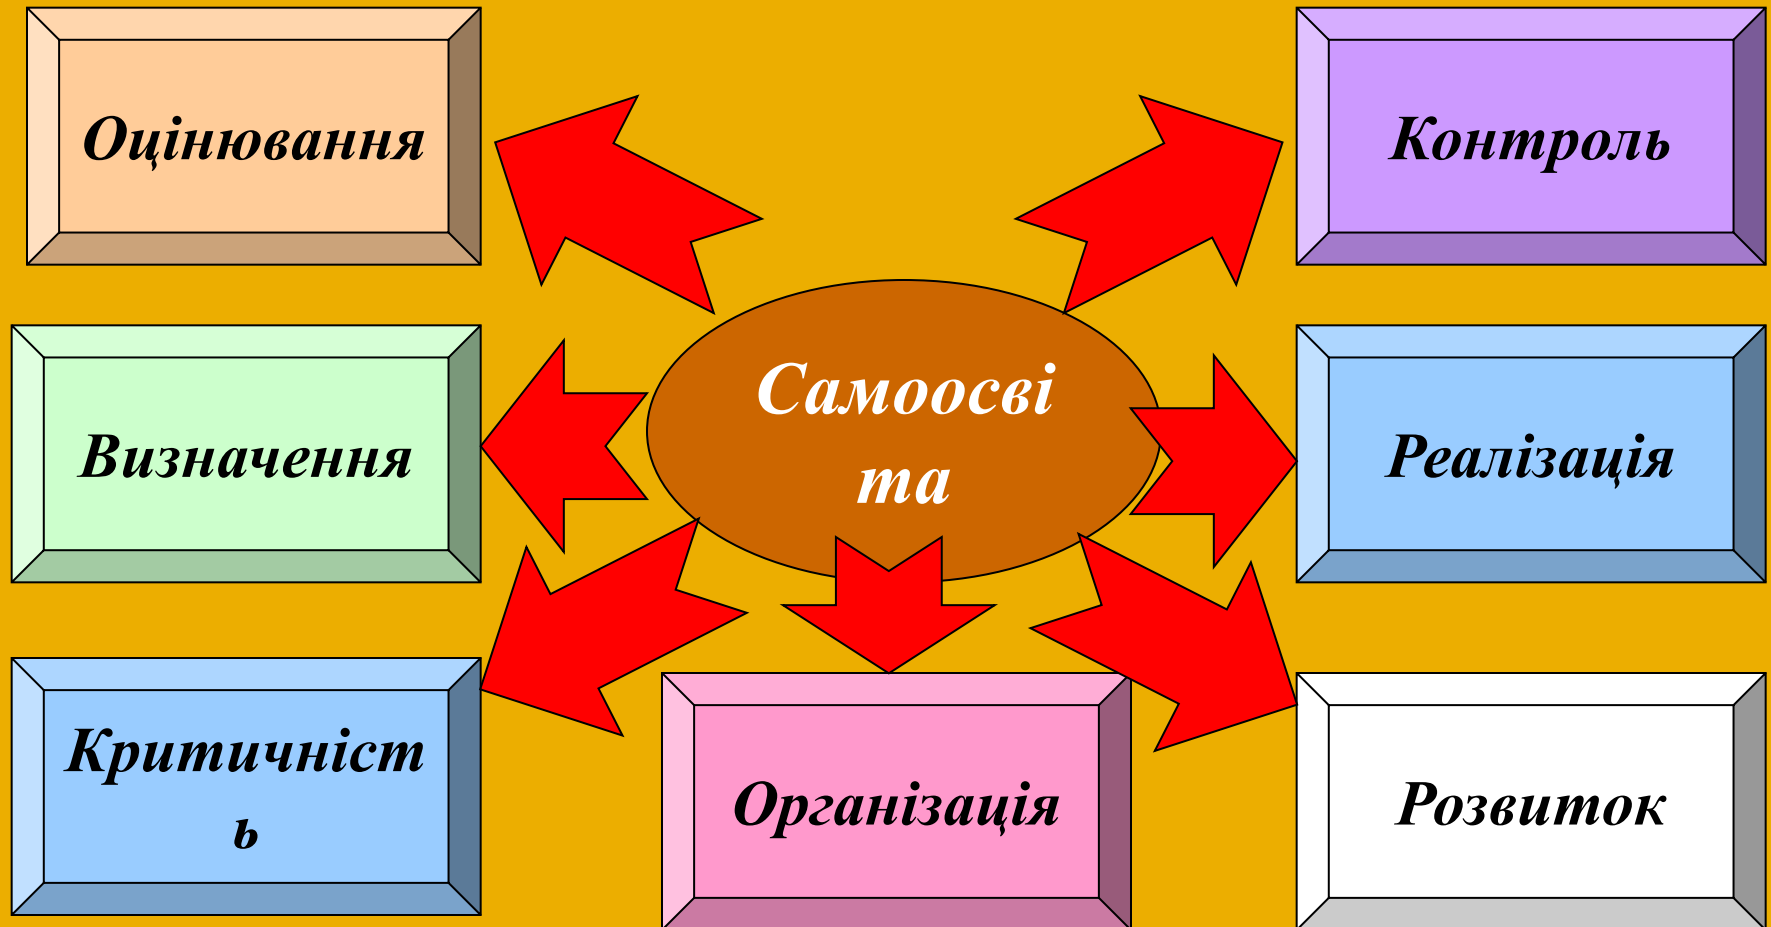 Оцінювання
Контроль
Самоосві
та
Визначення
Реалізація
Критичніст
ь
Організація
Розвиток